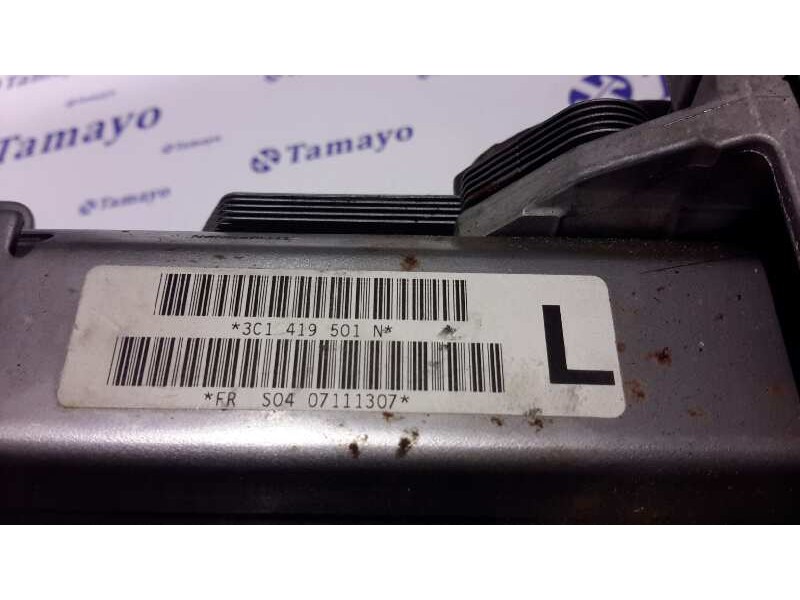 Tamayo
Tamayo
Tamayo
*3C1 419 501 N*
L
*FR S04 07111307*